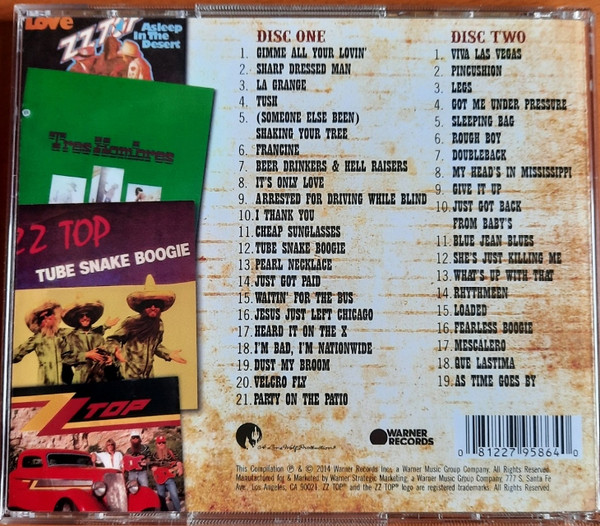 LOVE
ZZ TOP
Asleep
In The
Desert
Tres Hombres
ZZ TOP
TUBE SNAKE BOOGIE
ZZ TOP
DISC ONE
1. GIMME ALL YOUR LOVIN'
2. SHARP DRESSED MAN
3. LA GRANGE
4. TUSH
5. (SOMEONE ELSE BEEN)
SHAKING YOUR TREE
6. FRANCINE
7. BEER DRINKERS & HELL RAISERS
8. IT'S ONLY LOVE
9. ARRESTED FOR DRIVING WHILE BLIND
10. I THANK YOU
11. CHEAP SUNGLASSES
12. TUBE SNAKE BOOGIE
13. PEARL NECKLACE
14. JUST GOT PAID
15. WAITIN' FOR THE BUS
16. JESUS JUST LEFT CHICAGO
17. HEARD IT ON THE X
18. I'M BAD, I'M NATIONWIDE
19. DUST MY BROOM
20. VELCRO FLY
21. PARTY ON THE PATIO
DISC TWO
1. VIVA LAS VEGAS
2. PINCUSHION
3. LEGS
4. GOT ME UNDER PRESSURE
5. SLEEPING BAG
6. ROUGH BOY
7. DOUBLEBACK
8. MY HEAD'S IN MISSISSIPPI
9. GIVE IT UP
10. JUST GOT BACK
FROM BABY'S
11. BLUE JEAN BLUES
12. SHE'S JUST KILLING ME
13. WHAT'S UP WITH THAT
14. RHYTHMEEN
15. LOADED
16. FEARLESS BOOGIE
17. MESCALERO
18. QUE LASTIMA
19. AS TIME GOES BY
A Lone Wolf Production
WARNER
RECORDS
0 81227 95864 0
This Compilation ℗ & © 2014 Warner Records Inc., a Warner Music Group Company. All Rights Reserved.
Manufactured for & Marketed by Warner Strategic Marketing, a Warner Music Group Company, 777 S. Santa Fe
Ave., Los Angeles, CA 90021. ZZ TOP® and the ZZ TOP® logo are registered trademarks. All Rights Reserved.